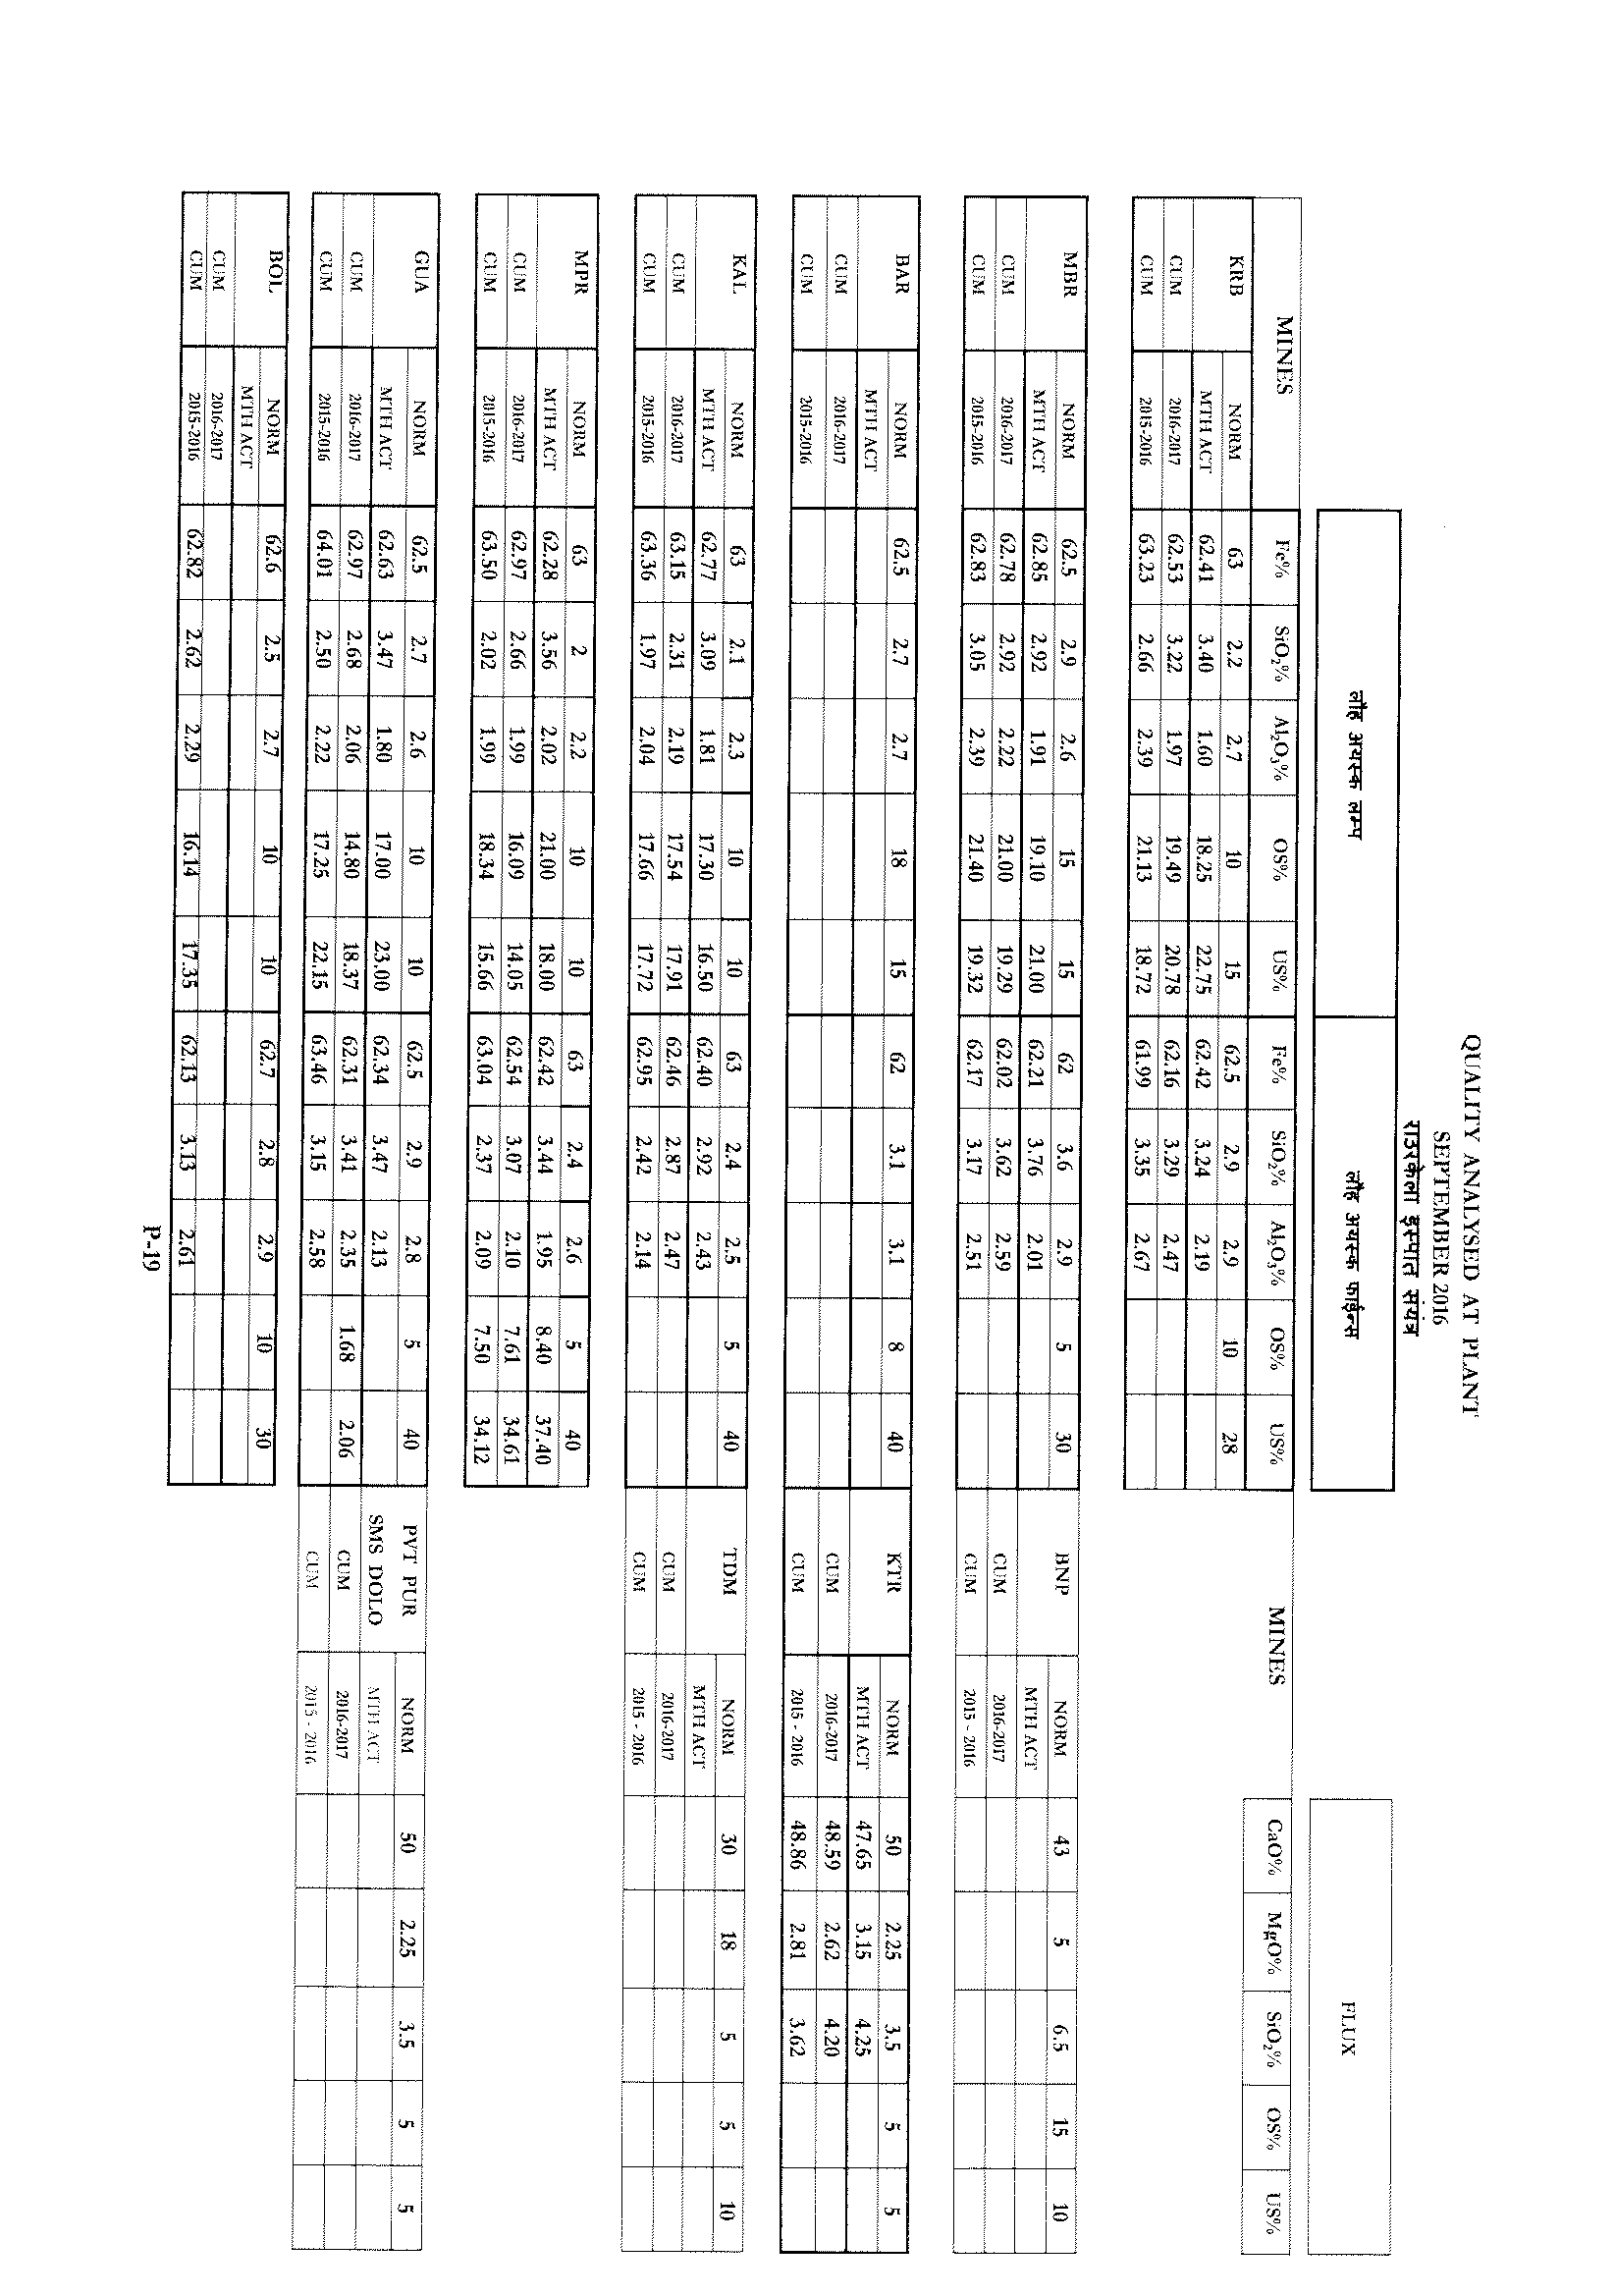 QUALITY ANALYSED AT PLANT
SEPTEMBER 2016
राउरकेला इस्पात संयंत्र
लौह अयस्क लम्प लौह अयस्क फाईन्स FLUX
MINES Fe% SiO₂% Al₂O₃% OS% US% Fe% SiO₂% Al₂O₃% OS% US% MINES CaO% MgO% SiO₂% OS% US%
KRB NORM 63 2.2 2.7 10 15 62.5 2.9 2.9 10 28
MTH ACT 62.41 3.40 1.60 18.25 22.75 62.42 3.24 2.19
CUM 2016-2017 62.53 3.22 1.97 19.49 20.78 62.16 3.29 2.47
CUM 2015-2016 63.23 2.66 2.39 21.13 18.72 61.99 3.35 2.67
MBR NORM 62.5 2.9 2.6 15 15 62 3.6 2.9 5 30 BNP NORM 43 5 6.5 15 10
MTH ACT 62.85 2.92 1.91 19.10 21.00 62.21 3.76 2.01 MTH ACT
CUM 2016-2017 62.78 2.92 2.22 21.00 19.29 62.02 3.62 2.59 CUM 2016-2017
CUM 2015-2016 62.83 3.05 2.39 21.40 19.32 62.17 3.17 2.51 CUM 2015 - 2016
BAR NORM 62.5 2.7 2.7 18 15 62 3.1 3.1 8 40 KTR NORM 50 2.25 3.5 5 5
MTH ACT MTH ACT 47.65 3.15 4.25
CUM 2016-2017 CUM 2016-2017 48.59 2.62 4.20
CUM 2015-2016 CUM 2015 - 2016 48.86 2.81 3.62
KAL NORM 63 2.1 2.3 10 10 63 2.4 2.5 5 40 TDM NORM 30 18 5 5 10
MTH ACT 62.77 3.09 1.81 17.30 16.50 62.40 2.92 2.43 MTH ACT
CUM 2016-2017 63.15 2.31 2.19 17.54 17.91 62.46 2.87 2.47 CUM 2016-2017
CUM 2015-2016 63.36 1.97 2.04 17.66 17.72 62.95 2.42 2.14 CUM 2015 - 2016
MPR NORM 63 2 2.2 10 10 63 2.4 2.6 5 40
MTH ACT 62.28 3.56 2.02 21.00 18.00 62.42 3.44 1.95 8.40 37.40
CUM 2016-2017 62.97 2.66 1.99 16.09 14.05 62.54 3.07 2.10 7.61 34.61
CUM 2015-2016 63.50 2.02 1.99 18.34 15.66 63.04 2.37 2.09 7.50 34.12
GUA NORM 62.5 2.7 2.6 10 10 62.5 2.9 2.8 5 40 PVT PUR NORM 50 2.25 3.5 5 5
MTH ACT 62.63 3.47 1.80 17.00 23.00 62.34 3.47 2.13 SMS DOLO MTH ACT
CUM 2016-2017 62.97 2.68 2.06 14.80 18.37 62.31 3.41 2.35 1.68 2.06 CUM 2016-2017
CUM 2015-2016 64.01 2.50 2.22 17.25 22.15 63.46 3.15 2.58 CUM 2015 - 2016
BOL NORM 62.6 2.5 2.7 10 10 62.7 2.8 2.9 10 30
MTH ACT
CUM 2016-2017
CUM 2015-2016 62.82 2.62 2.29 16.14 17.35 62.13 3.13 2.61
P-19